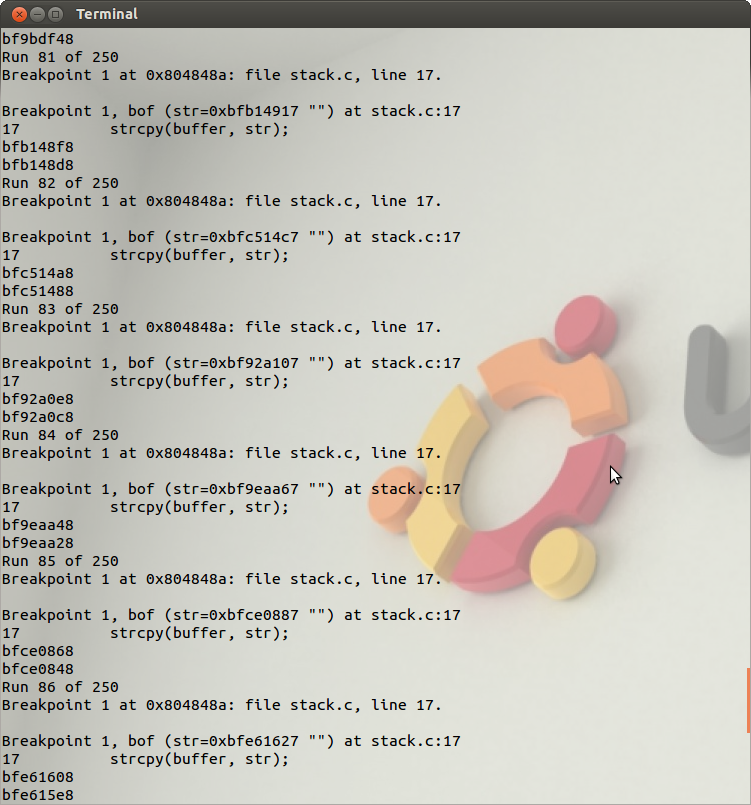 Terminal
bf9bdf48
Run 81 of 250
Breakpoint 1 at 0x804848a: file stack.c, line 17.
Breakpoint 1, bof (str=0xbfb14917 "") at stack.c:17
17          strcpy(buffer, str);
bfb148f8
bfb148d8
Run 82 of 250
Breakpoint 1 at 0x804848a: file stack.c, line 17.
Breakpoint 1, bof (str=0xbfc514c7 "") at stack.c:17
17          strcpy(buffer, str);
bfc514a8
bfc51488
Run 83 of 250
Breakpoint 1 at 0x804848a: file stack.c, line 17.
Breakpoint 1, bof (str=0xbf92a107 "") at stack.c:17
17          strcpy(buffer, str);
bf92a0e8
bf92a0c8
Run 84 of 250
Breakpoint 1 at 0x804848a: file stack.c, line 17.
Breakpoint 1, bof (str=0xbf9eaa67 "") at stack.c:17
17          strcpy(buffer, str);
bf9eaa48
bf9eaa28
Run 85 of 250
Breakpoint 1 at 0x804848a: file stack.c, line 17.
Breakpoint 1, bof (str=0xbfce0887 "") at stack.c:17
17          strcpy(buffer, str);
bfce0868
bfce0848
Run 86 of 250
Breakpoint 1 at 0x804848a: file stack.c, line 17.
Breakpoint 1, bof (str=0xbfe61627 "") at stack.c:17
17          strcpy(buffer, str);
bfe61608
bfe615e8